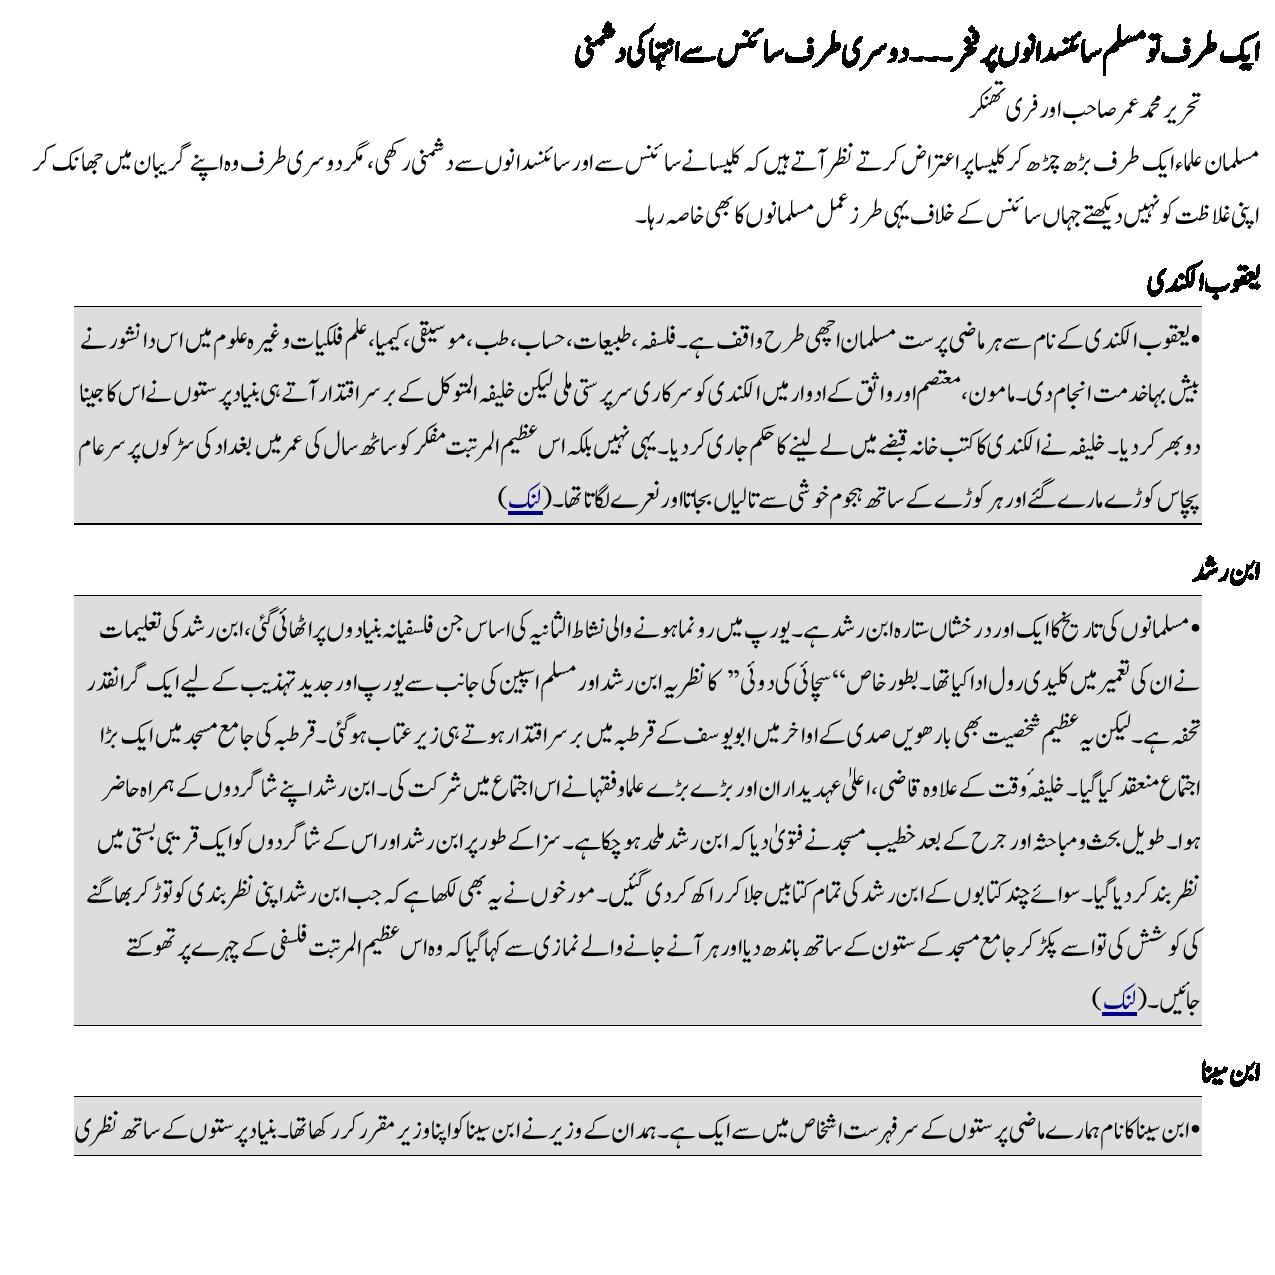 ایک طرف تو مسلم سائنسدانوں پر فخر ۔۔۔ دوسری طرف سائنس سے انتہا کی دشمنی
تحریر محمد عمر صاحب اور فری تھنکر
مسلمان علماء ایک طرف بڑھ چڑھ کر کلیسا پر اعتراض کرتے نظر آتے ہیں کہ کلیسا نے سائنس سے اور سائنسدانوں سے دشمنی رکھی، مگر دوسری طرف وہ اپنے گریبان میں جھانک کر
اپنی غلاظت کو نہیں دیکھتے جہاں سائنس کے خلاف یہی طرز عمل مسلمانوں کا بھی خاصہ رہا۔
یعقوب الکندی
•یعقوب الکندی کے نام سے ہر ماضی پرست مسلمان اچھی طرح واقف ہے۔ فلسفہ ،طبیعات، حساب، طب ،موسیقی، کیمیا، علم فلکیات وغیرہ علوم میں اس دانشور نے
بیش بہا خدمت انجام دی۔ مامون، معتصم اور واثق کے ادوار میں الکندی کو سرکاری سرپرستی ملی لیکن خلیفہ المتوکل کے بر سراقتدار آتے ہی بنیاد پرستوں نے اس کا جینا
دوبھر کر دیا۔ خلیفہ نے الکندی کا کتب خانہ قبضے میں لے لینے کا حکم جاری کر دیا۔ یہی نہیں بلکہ اس عظیم المرتبت مفکر کو ساٹھ سال کی عمر میں بغداد کی سڑکوں پر سر عام
پچاس کوڑے مارے گئے اور ہر کوڑے کے ساتھ ہجوم خوشی سے تالیاں بجاتا اور نعرے لگاتا تھا۔ (لنک)
ابن رشد
•مسلمانوں کی تاریخ کا ایک اور درخشاں ستارہ ابن رشد ہے۔ یورپ میں رونما ہونے والی نشاط الثانیہ کی اساس جن فلسفیانہ بنیادوں پر اٹھائی گئی، ابن رشد کی تعلیمات
نے ان کی تعمیر میں کلیدی رول ادا کیا تھا۔ بطور خاص “سچائی کی دوئی” کا نظریہ ابن رشد اور مسلم اسپین کی جانب سے یورپ اور جدید تہذیب کے لیے ایک گرانقدر
تحفہ ہے۔ لیکن یہ عظیم شخصیت بھی بارھویں صدی کے اواخر میں ابو یوسف کے قرطبہ میں بر سراقتدار ہوتے ہی زیر عتاب ہو گئی۔ قرطبہ کی جامع مسجد میں ایک بڑا
اجتماع منعقد کیا گیا۔ خلیفۂ وقت کے علاوہ قاضی، اعلیٰ عہدیداران اور بڑے بڑے علما و فقہا نے اس اجتماع میں شرکت کی۔ ابن رشد اپنے شاگردوں کے ہمراہ حاضر
ہوا۔ طویل بحث و مباحثہ اور جرح کے بعد خطیب مسجد نے فتویٰ دیا کہ ابن رشد ملحد ہو چکا ہے۔ سزا کے طور پر ابن رشد اور اس کے شاگردوں کو ایک قریبی بستی میں
نظر بند کر دیا گیا۔ سوائے چند کتابوں کے ابن رشد کی تمام کتابیں جلا کر راکھ کر دی گئیں۔ مورخوں نے یہ بھی لکھا ہے کہ جب ابن رشد اپنی نظر بندی کو توڑ کر بھاگنے
کی کوشش کی تو اسے پکڑ کر جامع مسجد کے ستون کے ساتھ باندھ دیا اور ہر آنے جانے والے نمازی سے کہا گیا کہ وہ اس عظیم المرتبت فلسفی کے چہرے پر تھوکتے
جائیں۔ (لنک)
ابن سینا
•ابن سینا کا نام ہمارے ماضی پرستوں کے سرفہرست اشخاص میں سے ایک ہے۔ ہمدان کے وزیر نے ابن سینا کو اپنا وزیر مقرر کر رکھا تھا۔ بنیاد پرستوں کے ساتھ نظری